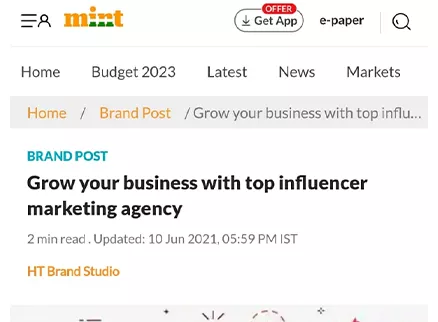 mint
OFFER
Get App
e-paper
Home Budget 2023 Latest News Markets
Home / Brand Post / Grow your business with top influ...
BRAND POST
Grow your business with top influencer
marketing agency
2 min read . Updated: 10 Jun 2021, 05:59 PM IST
HT Brand Studio